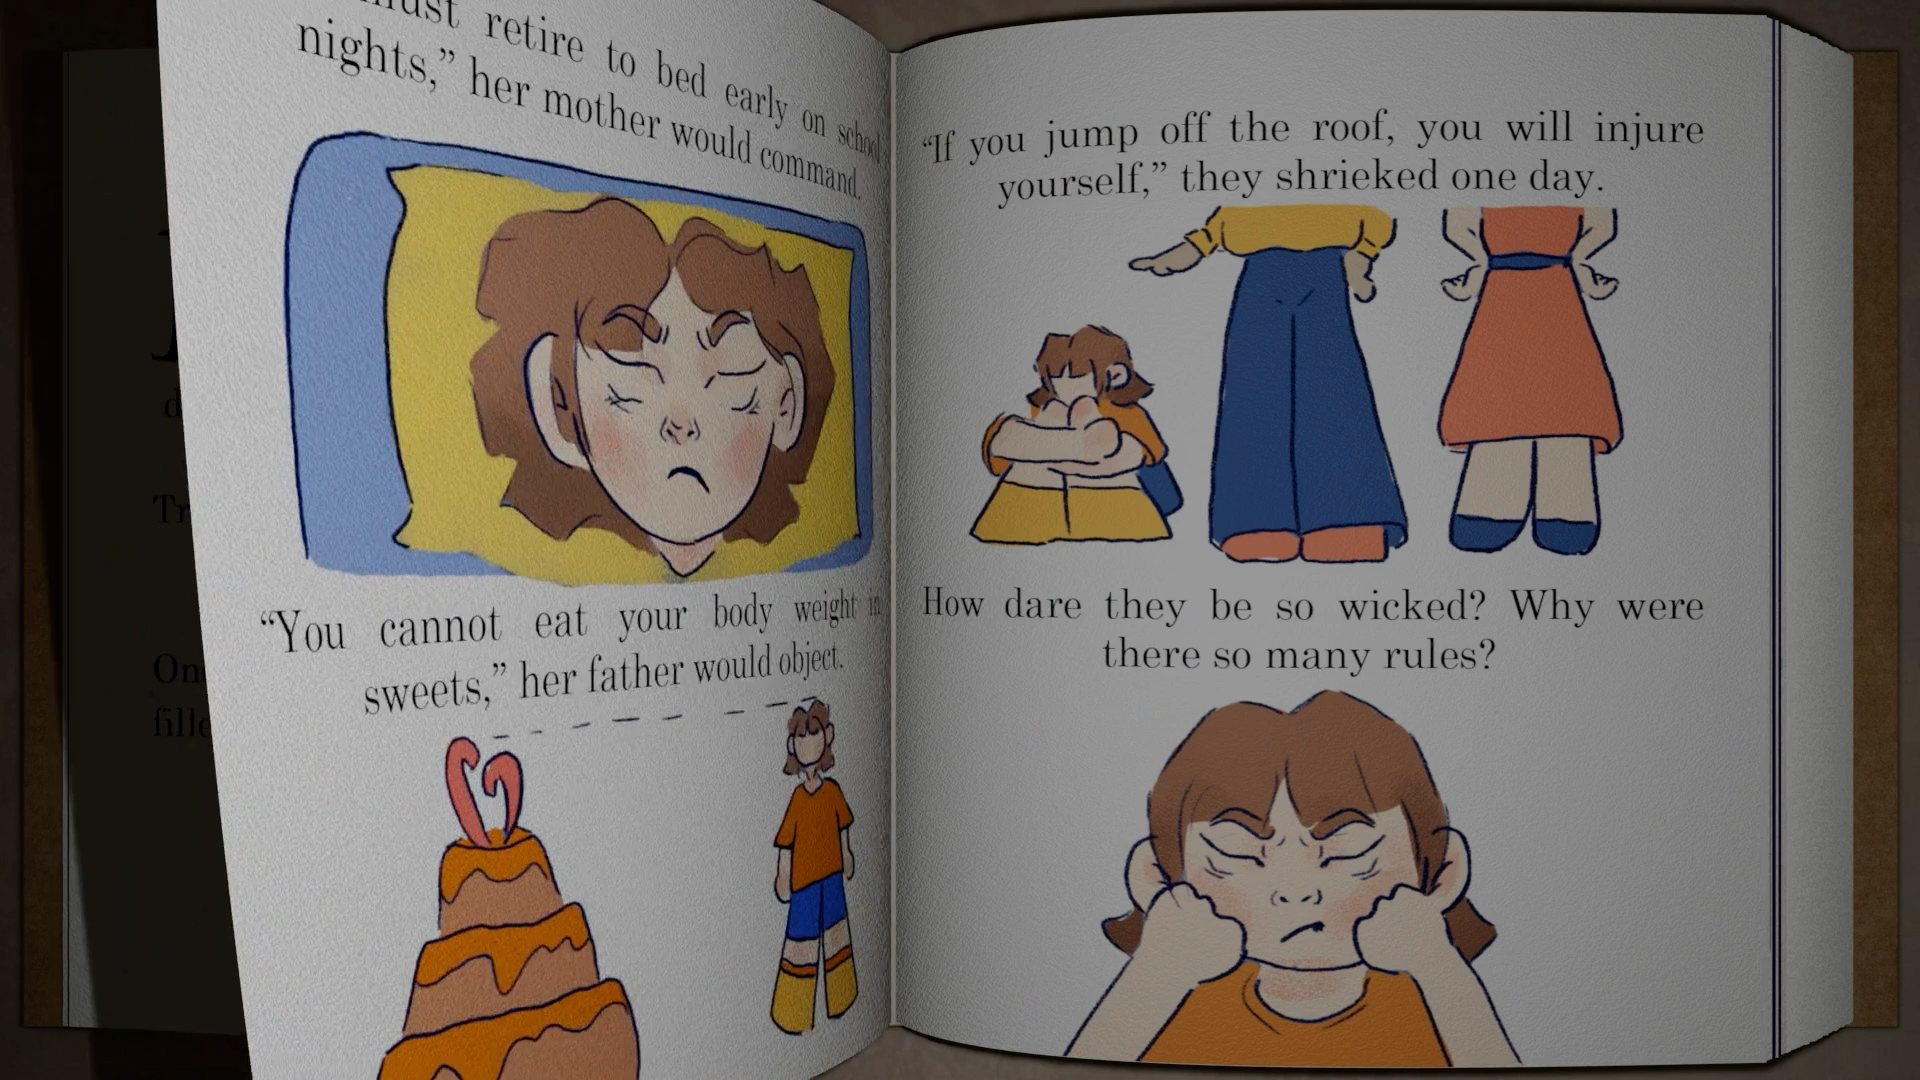 must retire to bed early on school
nights,” her mother would command.
“You cannot eat your body weight in
sweets,” her father would object.
“If you jump off the roof, you will injure
yourself,” they shrieked one day.
How dare they be so wicked? Why were
there so many rules?